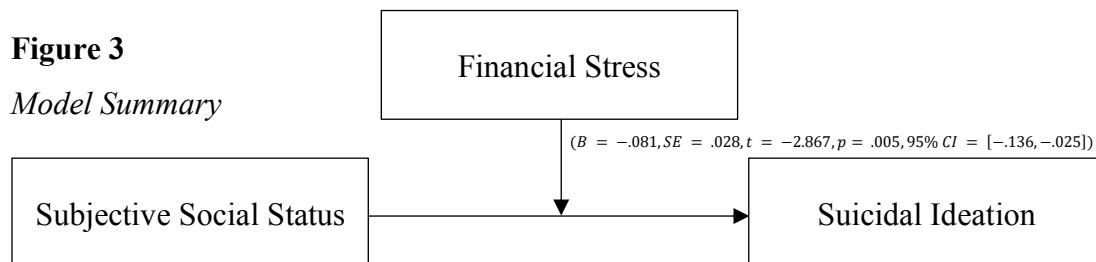 Figure 3
Model Summary
Financial Stress
(B = −.081, SE = .028, t = −2.867, p = .005, 95% CI = [−.136, −.025])
Subjective Social Status
Suicidal Ideation